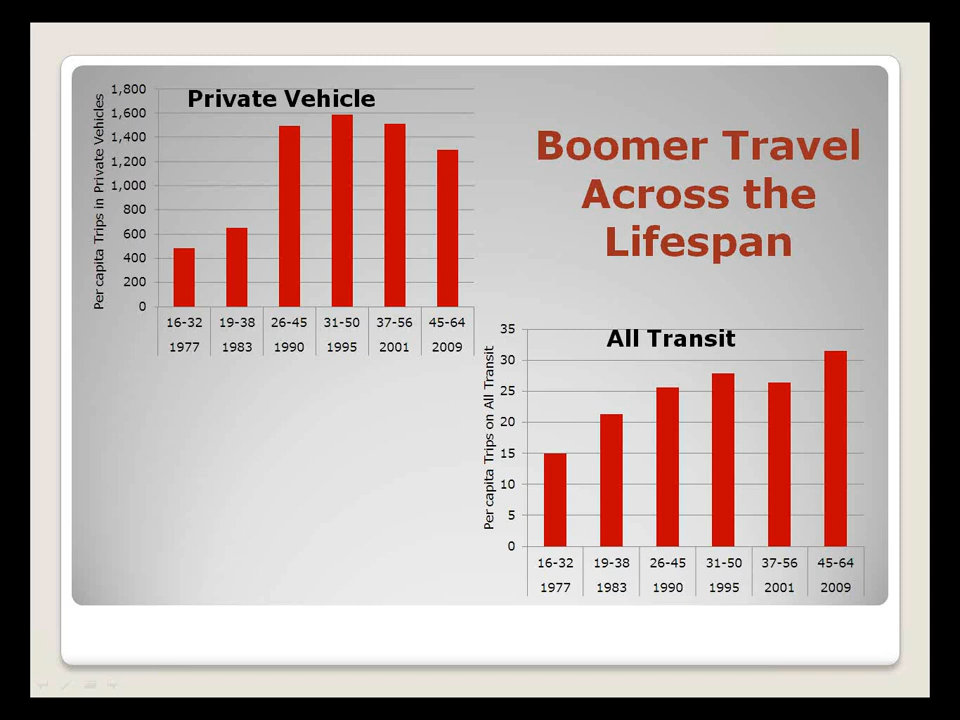 Private Vehicle
Per capita Trips in Private Vehicles
1,800
1,600
1,400
1,200
1,000
800
600
400
200
0
16-32 19-38 26-45 31-50 37-56 45-64
1977 1983 1990 1995 2001 2009
Boomer Travel
Across the
Lifespan
All Transit
Per capita Trips on All Transit
35
30
25
20
15
10
5
0
16-32 19-38 26-45 31-50 37-56 45-64
1977 1983 1990 1995 2001 2009